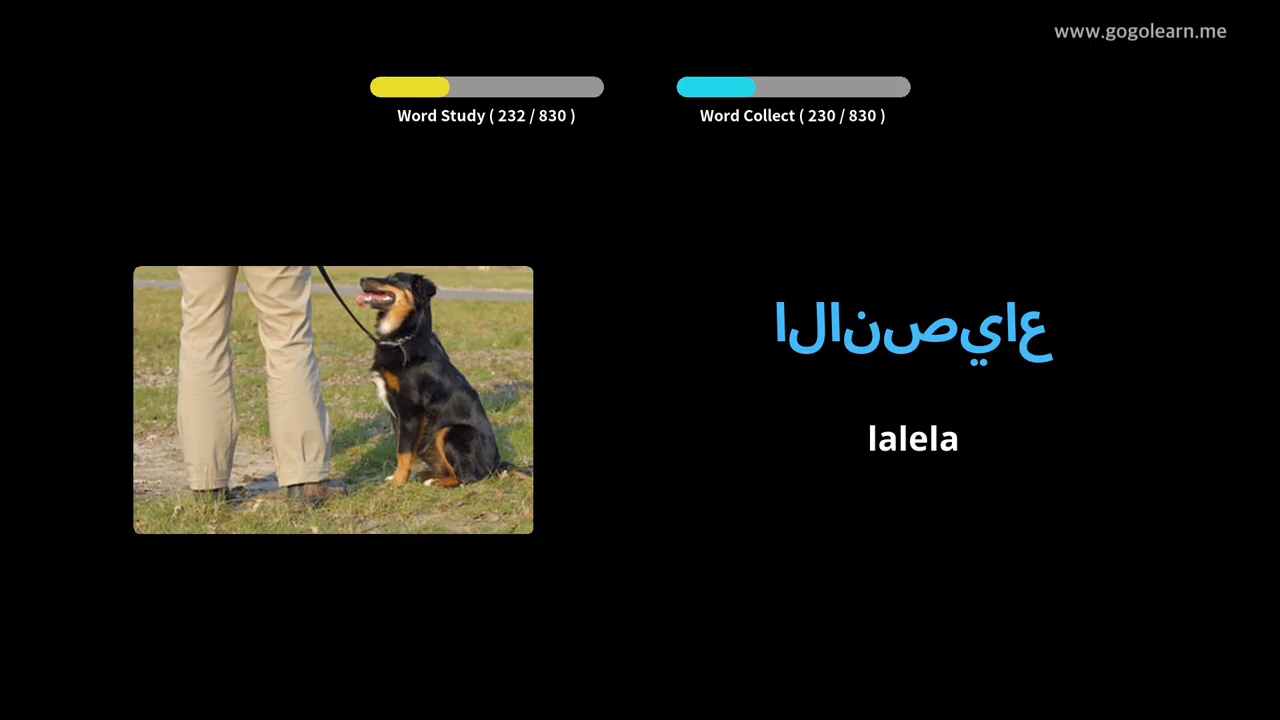 www.gogolearn.me
Word Study ( 232 / 830 )
Word Collect ( 230 / 830 )
الانصياع
lalela